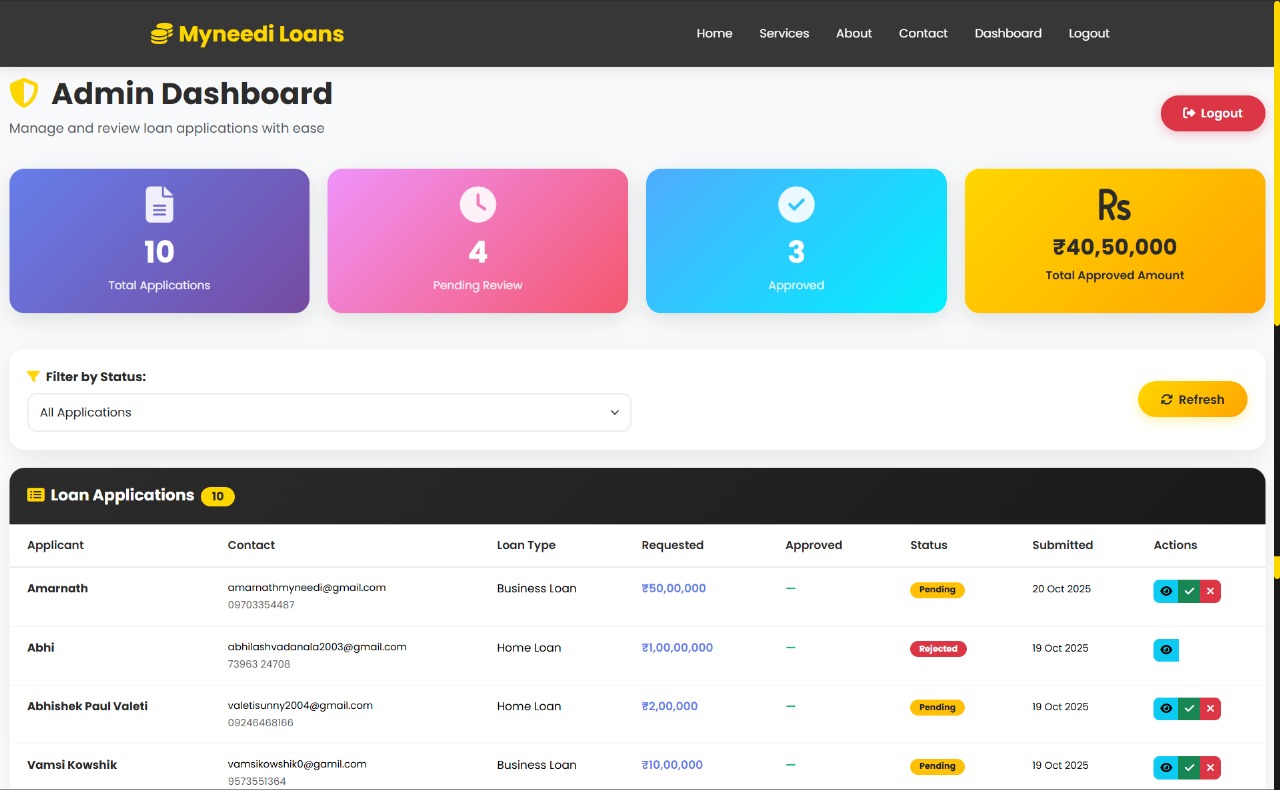 Myneedi Loans
Home Services About Contact Dashboard Logout
Admin Dashboard
Manage and review loan applications with ease
Logout
10
Total Applications
4
Pending Review
3
Approved
Rs
₹40,50,000
Total Approved Amount
Filter by Status:
All Applications
Refresh
Loan Applications 10
Applicant Contact Loan Type Requested Approved Status Submitted Actions
Amarnath amarnathmyneedi@gmail.com Business Loan ₹50,00,000 — Pending 20 Oct 2025
09703354487
Abhi abhilashvadanala2003@gmail.com Home Loan ₹1,00,00,000 — Rejected 19 Oct 2025
73963 24708
Abhishek Paul Valeti valetisunny2004@gmail.com Home Loan ₹2,00,000 — Pending 19 Oct 2025
09246468166
Vamsi Kowshik vamsikowshik0@gamil.com Business Loan ₹10,00,000 — Pending 19 Oct 2025
9573551364